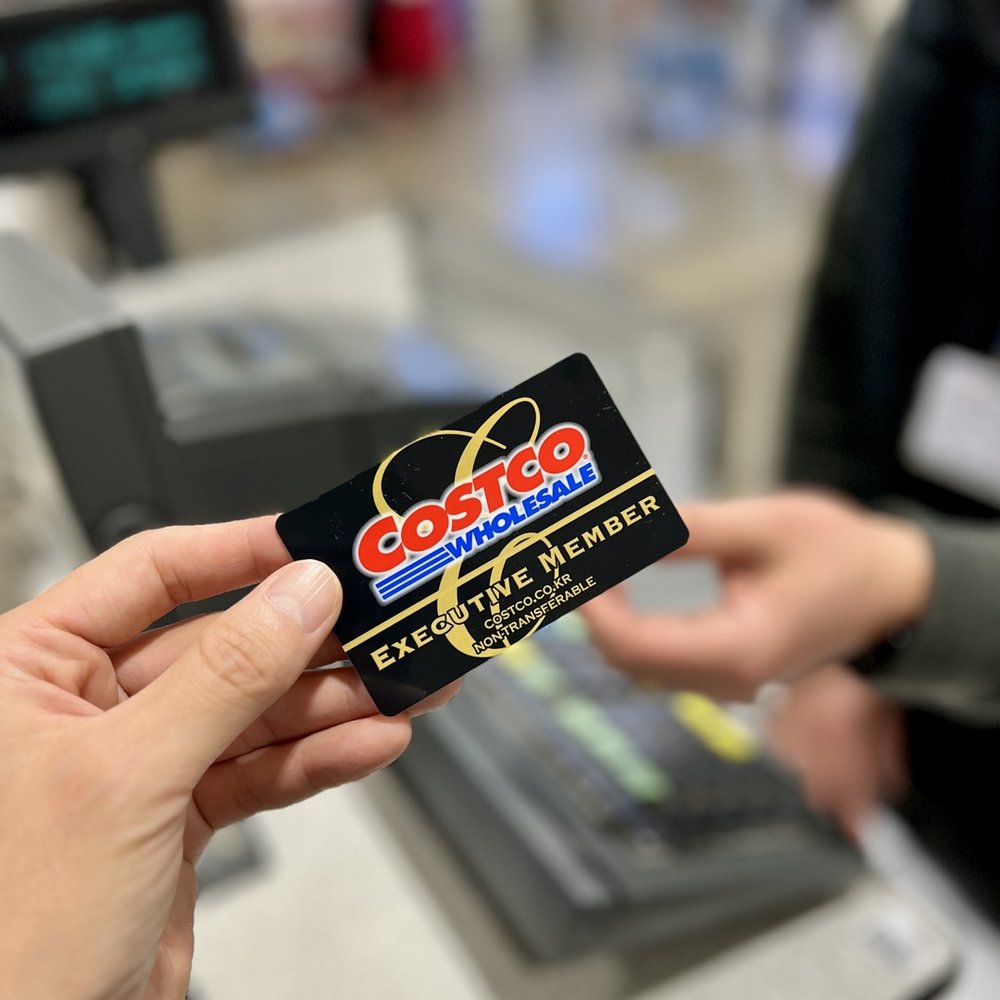 COSTCO
WHOLESALE
EXECUTIVE MEMBER
COSTCO.CO.KR
NON-TRANSFERABLE